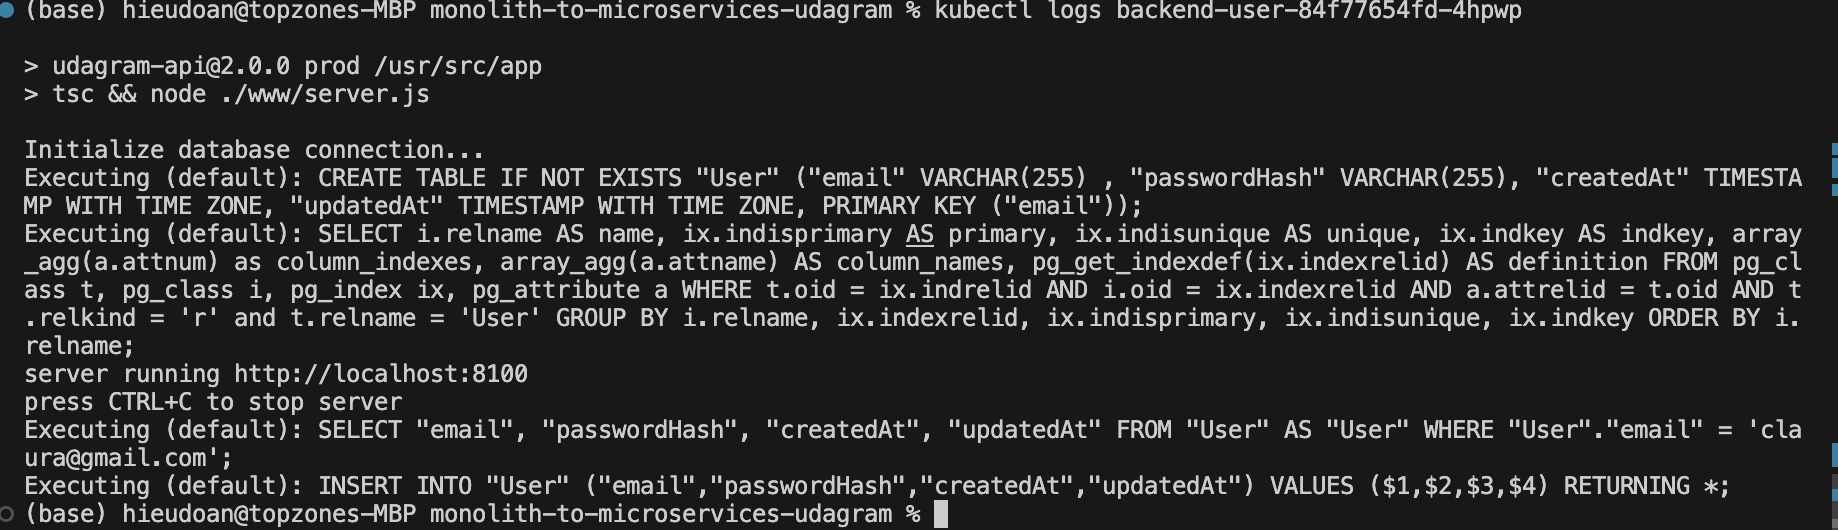 (base) hieudoan@topzones-MBP monolith-to-microservices-udagram % kubectl logs backend-user-84f77654fd-4hpwp
> udagram-api@2.0.0 prod /usr/src/app
> tsc && node ./www/server.js
Initialize database connection...
Executing (default): CREATE TABLE IF NOT EXISTS "User" ("email" VARCHAR(255) , "passwordHash" VARCHAR(255), "createdAt" TIMESTA
MP WITH TIME ZONE, "updatedAt" TIMESTAMP WITH TIME ZONE, PRIMARY KEY ("email"));
Executing (default): SELECT i.relname AS name, ix.indisprimary AS primary, ix.indisunique AS unique, ix.indkey AS indkey, array
_agg(a.attnum) as column_indexes, array_agg(a.attname) AS column_names, pg_get_indexdef(ix.indexrelid) AS definition FROM pg_cl
ass t, pg_class i, pg_index ix, pg_attribute a WHERE t.oid = ix.indrelid AND i.oid = ix.indexrelid AND a.attrelid = t.oid AND t
.relkind = 'r' and t.relname = 'User' GROUP BY i.relname, ix.indexrelid, ix.indisprimary, ix.indisunique, ix.indkey ORDER BY i.
relname;
server running http://localhost:8100
press CTRL+C to stop server
Executing (default): SELECT "email", "passwordHash", "createdAt", "updatedAt" FROM "User" AS "User" WHERE "User"."email" = 'cla
ura@gmail.com';
Executing (default): INSERT INTO "User" ("email","passwordHash","createdAt","updatedAt") VALUES ($1,$2,$3,$4) RETURNING *;
(base) hieudoan@topzones-MBP monolith-to-microservices-udagram %